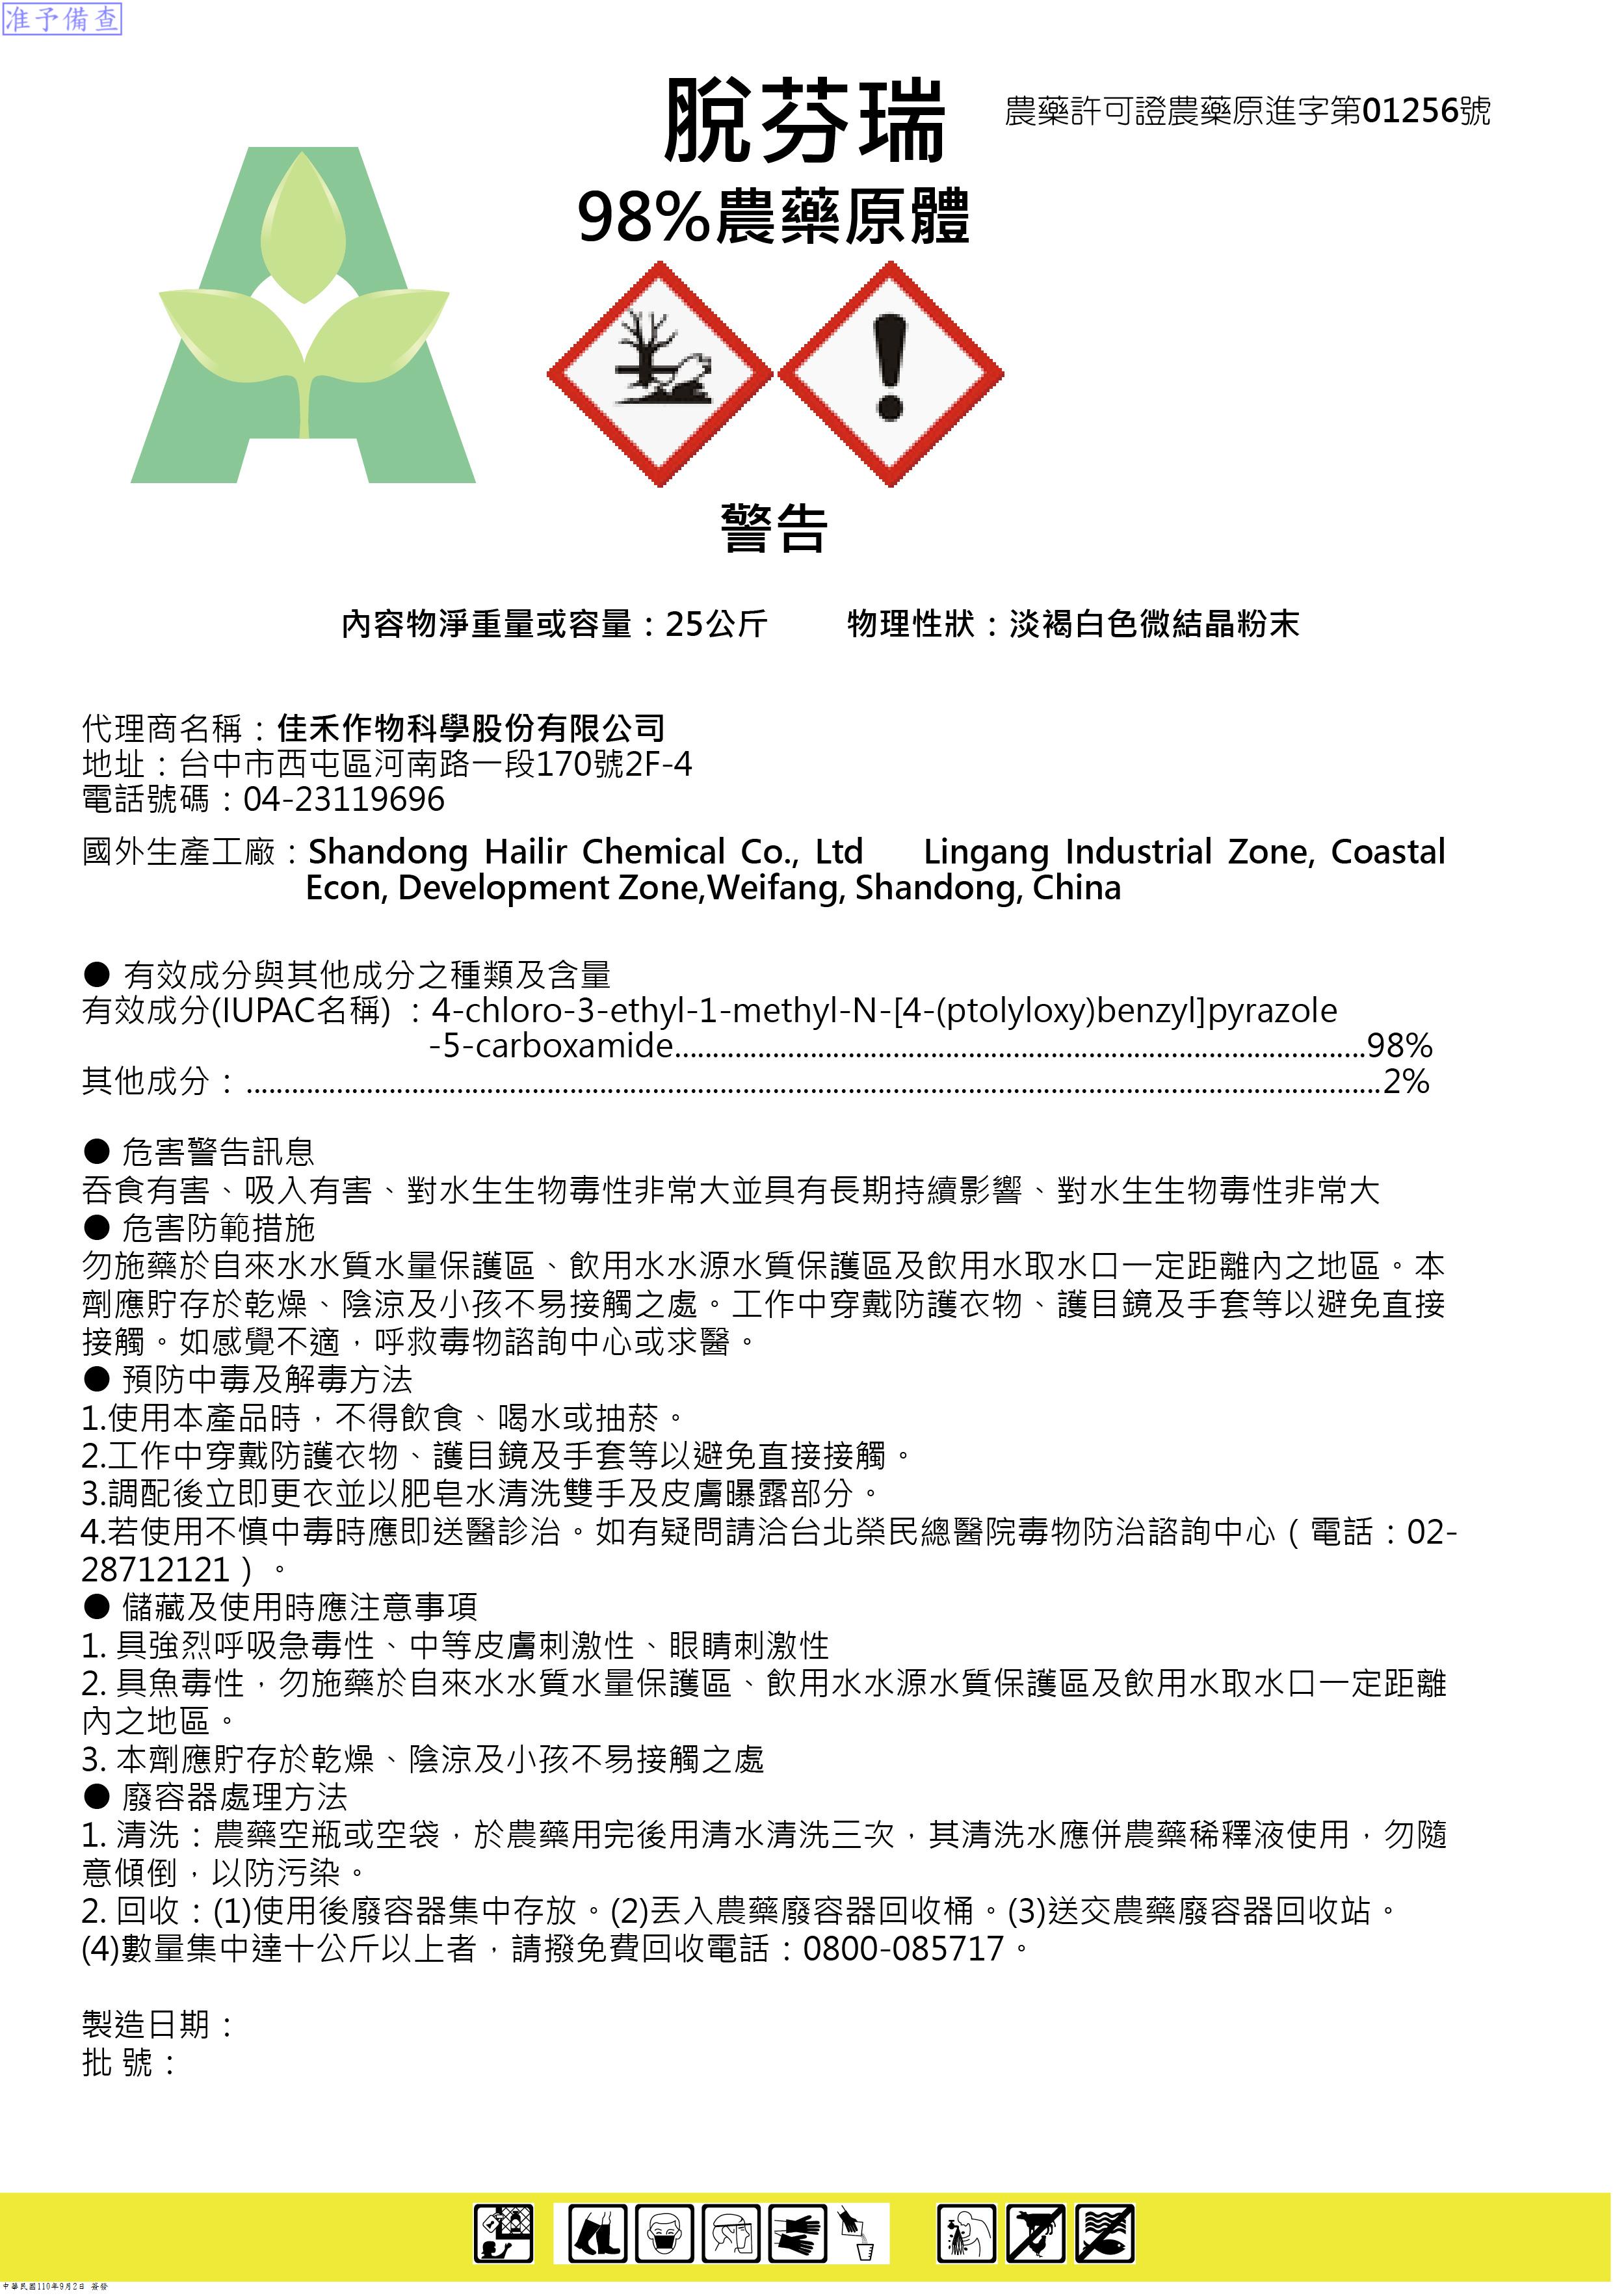 准予備查
脫芬瑞
農藥許可證農藥原進字第01256號
98%農藥原體
警告
內容物淨重量或容量：25公斤 物理性狀：淡褐白色微結晶粉末
代理商名稱：佳禾作物科學股份有限公司
地址：台中市西屯區河南路一段170號2F-4
電話號碼：04-23119696
國外生產工廠：Shandong Hailir Chemical Co., Ltd Lingang Industrial Zone, Coastal
Econ, Development Zone,Weifang, Shandong, China
● 有效成分與其他成分之種類及含量
有效成分(IUPAC名稱) ：4-chloro-3-ethyl-1-methyl-N-[4-(ptolyloxy)benzyl]pyrazole
-5-carboxamide............................................................................................98%
其他成分：........................................................................................................................................................2%
● 危害警告訊息
吞食有害、吸入有害、對水生生物毒性非常大並具有長期持續影響、對水生生物毒性非常大
● 危害防範措施
勿施藥於自來水水質水量保護區、飲用水水源水質保護區及飲用水取水口一定距離內之地區。本
劑應貯存於乾燥、陰涼及小孩不易接觸之處。工作中穿戴防護衣物、護目鏡及手套等以避免直接
接觸。如感覺不適，呼救毒物諮詢中心或求醫。
● 預防中毒及解毒方法
1.使用本產品時，不得飲食、喝水或抽菸。
2.工作中穿戴防護衣物、護目鏡及手套等以避免直接接觸。
3.調配後立即更衣並以肥皂水清洗雙手及皮膚曝露部分。
4.若使用不慎中毒時應即送醫診治。如有疑問請洽台北榮民總醫院毒物防治諮詢中心（電話：02-
28712121）。
● 儲藏及使用時應注意事項
1. 具強烈呼吸急毒性、中等皮膚刺激性、眼睛刺激性
2. 具魚毒性，勿施藥於自來水水質水量保護區、飲用水水源水質保護區及飲用水取水口一定距離
內之地區。
3. 本劑應貯存於乾燥、陰涼及小孩不易接觸之處
● 廢容器處理方法
1. 清洗：農藥空瓶或空袋，於農藥用完後用清水清洗三次，其清洗水應併農藥稀釋液使用，勿隨
意傾倒，以防污染。
2. 回收：(1)使用後廢容器集中存放。(2)丟入農藥廢容器回收桶。(3)送交農藥廢容器回收站。
(4)數量集中達十公斤以上者，請撥免費回收電話：0800-085717。
製造日期：
批 號：
中華民國110年9月2日 簽發